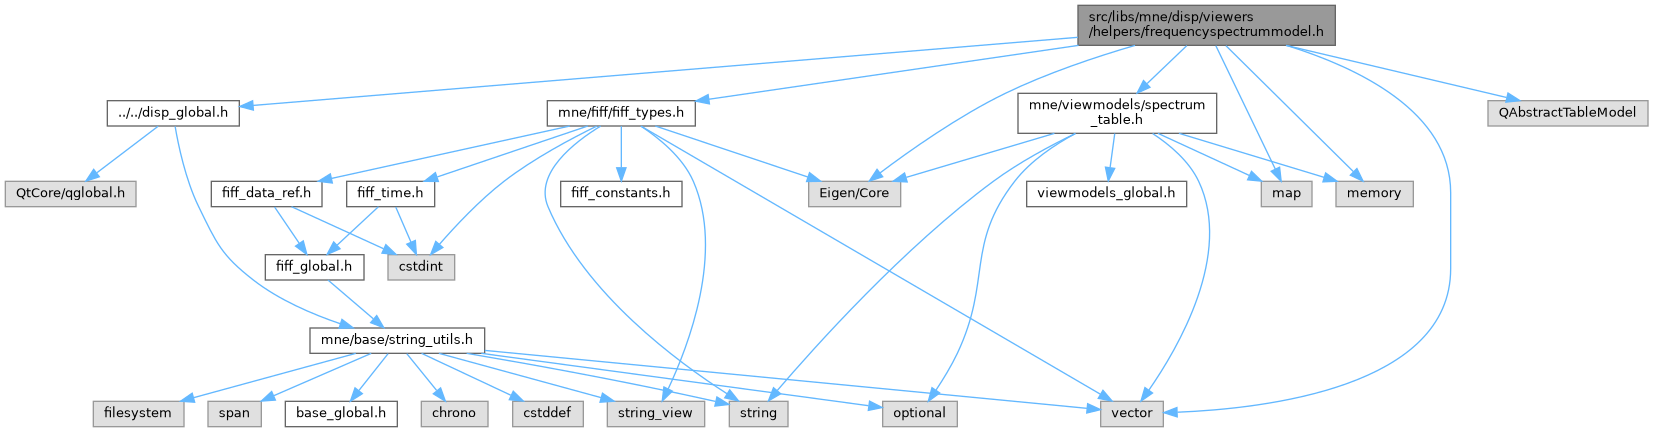 src/libs/mne/disp/viewers
/helpers/frequencyspectrummodel.h
../../disp_global.h
mne/fiff/fiff_types.h
mne/viewmodels/spectrum
_table.h
QAbstractTableModel
QtCore/qglobal.h
fiff_data_ref.h
fiff_time.h
fiff_constants.h
Eigen/Core
viewmodels_global.h
map
memory
fiff_global.h
cstdint
mne/base/string_utils.h
filesystem
span
base_global.h
chrono
cstddef
string_view
string
optional
vector